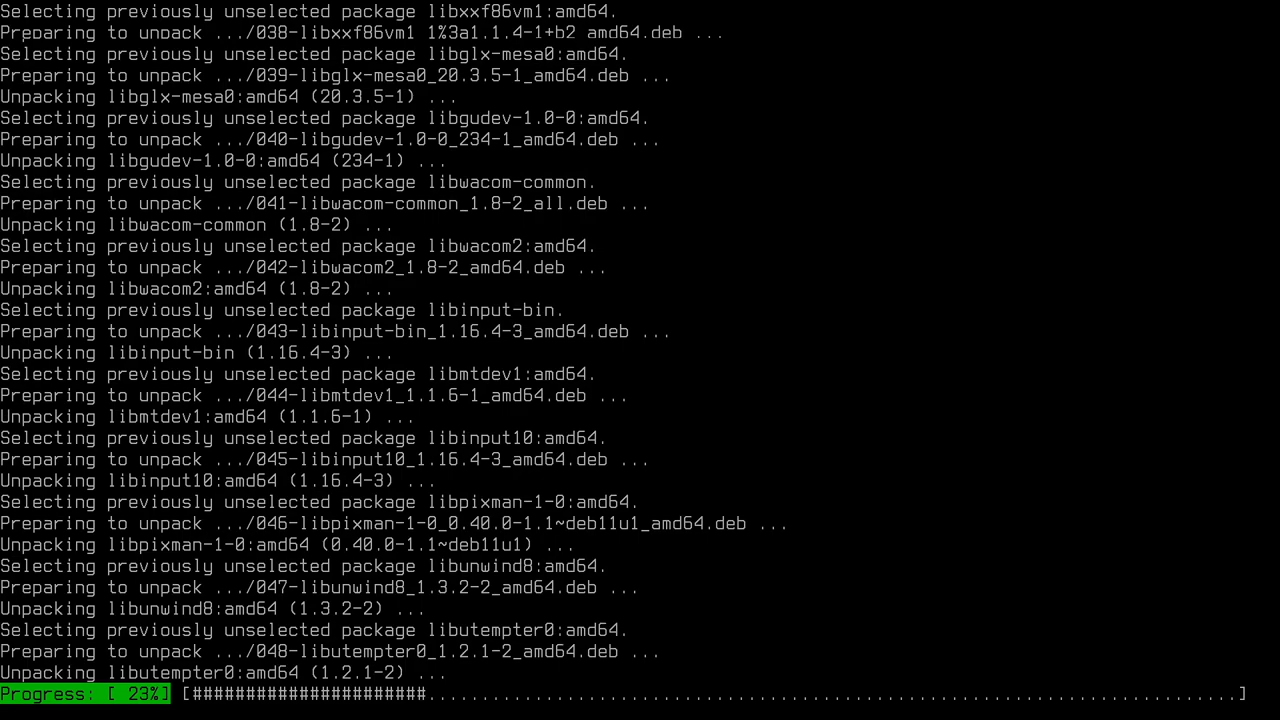 Selecting previously unselected package libxxf86vm1:amd64.
Preparing to unpack .../038-libxxf86vm1_1%3a1.1.4-1+b2_amd64.deb ...
Selecting previously unselected package libglx-mesa0:amd64.
Preparing to unpack .../039-libglx-mesa0_20.3.5-1_amd64.deb ...
Unpacking libglx-mesa0:amd64 (20.3.5-1) ...
Selecting previously unselected package libgudev-1.0-0:amd64.
Preparing to unpack .../040-libgudev-1.0-0_234-1_amd64.deb ...
Unpacking libgudev-1.0-0:amd64 (234-1) ...
Selecting previously unselected package libwacom-common.
Preparing to unpack .../041-libwacom-common_1.8-2_all.deb ...
Unpacking libwacom-common (1.8-2) ...
Selecting previously unselected package libwacom2:amd64.
Preparing to unpack .../042-libwacom2_1.8-2_amd64.deb ...
Unpacking libwacom2:amd64 (1.8-2) ...
Selecting previously unselected package libinput-bin.
Preparing to unpack .../043-libinput-bin_1.16.4-3_amd64.deb ...
Unpacking libinput-bin (1.16.4-3) ...
Selecting previously unselected package libmtdev1:amd64.
Preparing to unpack .../044-libmtdev1_1.1.6-1_amd64.deb ...
Unpacking libmtdev1:amd64 (1.1.6-1) ...
Selecting previously unselected package libinput10:amd64.
Preparing to unpack .../045-libinput10_1.16.4-3_amd64.deb ...
Unpacking libinput10:amd64 (1.16.4-3) ...
Selecting previously unselected package libpixman-1-0:amd64.
Preparing to unpack .../046-libpixman-1-0_0.40.0-1.1~deb11u1_amd64.deb ...
Unpacking libpixman-1-0:amd64 (0.40.0-1.1~deb11u1) ...
Selecting previously unselected package libunwind8:amd64.
Preparing to unpack .../047-libunwind8_1.3.2-2_amd64.deb ...
Unpacking libunwind8:amd64 (1.3.2-2) ...
Selecting previously unselected package libutempter0:amd64.
Preparing to unpack .../048-libutempter0_1.2.1-2_amd64.deb ...
Unpacking libutempter0:amd64 (1.2.1-2) ...
Progress: [ 23%] [######################............................................................................]